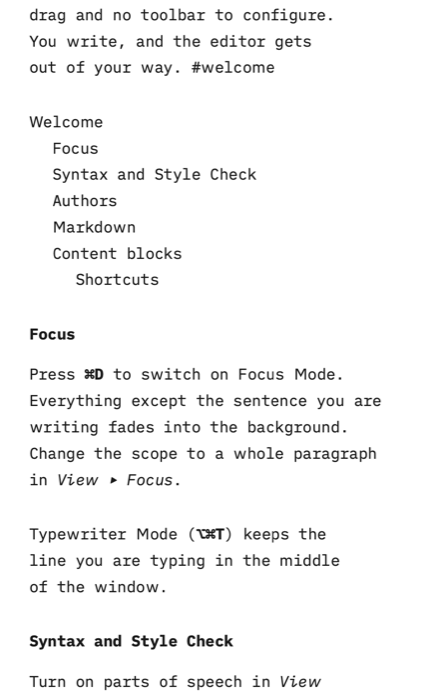 drag and no toolbar to configure.
You write, and the editor gets
out of your way. #welcome
Welcome
Focus
Syntax and Style Check
Authors
Markdown
Content blocks
Shortcuts
Focus
Press ⌘D to switch on Focus Mode.
Everything except the sentence you are
writing fades into the background.
Change the scope to a whole paragraph
in View ▸ Focus.
Typewriter Mode (⌥⌘T) keeps the
line you are typing in the middle
of the window.
Syntax and Style Check
Turn on parts of speech in View